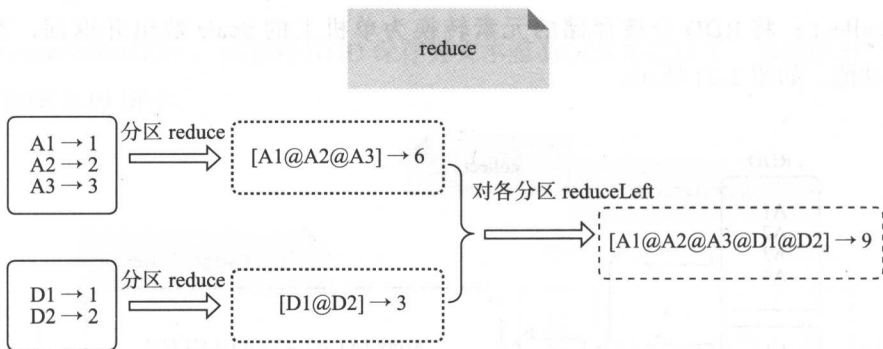 reduce
A1 → 1
A2 → 2
A3 → 3
分区 reduce
[A1@A2@A3] → 6
对各分区 reduceLeft
[A1@A2@A3@D1@D2] → 9
D1 → 1
D2 → 2
分区 reduce
[D1@D2] → 3